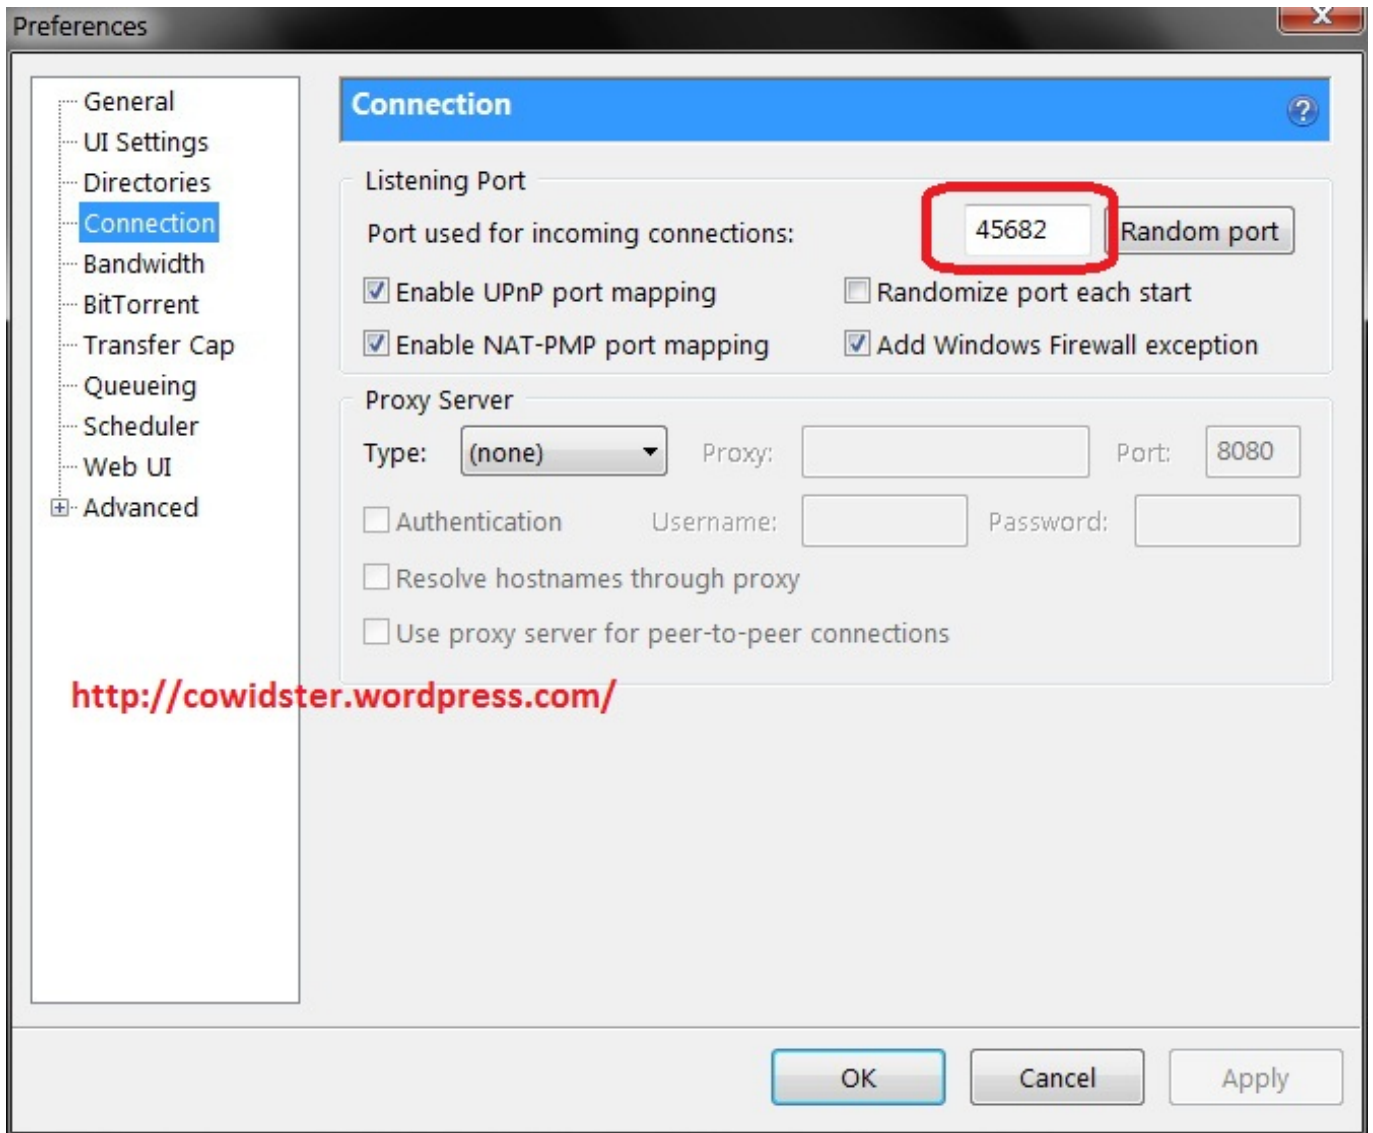 Preferences
X
General
UI Settings
Directories
Connection
Bandwidth
BitTorrent
Transfer Cap
Queueing
Scheduler
Web UI
Advanced
Connection
?
Listening Port
Port used for incoming connections: 45682 Random port
Enable UPnP port mapping Randomize port each start
Enable NAT-PMP port mapping Add Windows Firewall exception
Proxy Server
Type: (none) Proxy: Port: 8080
Authentication Username: Password:
Resolve hostnames through proxy
Use proxy server for peer-to-peer connections
http://cowidster.wordpress.com/
OK Cancel Apply